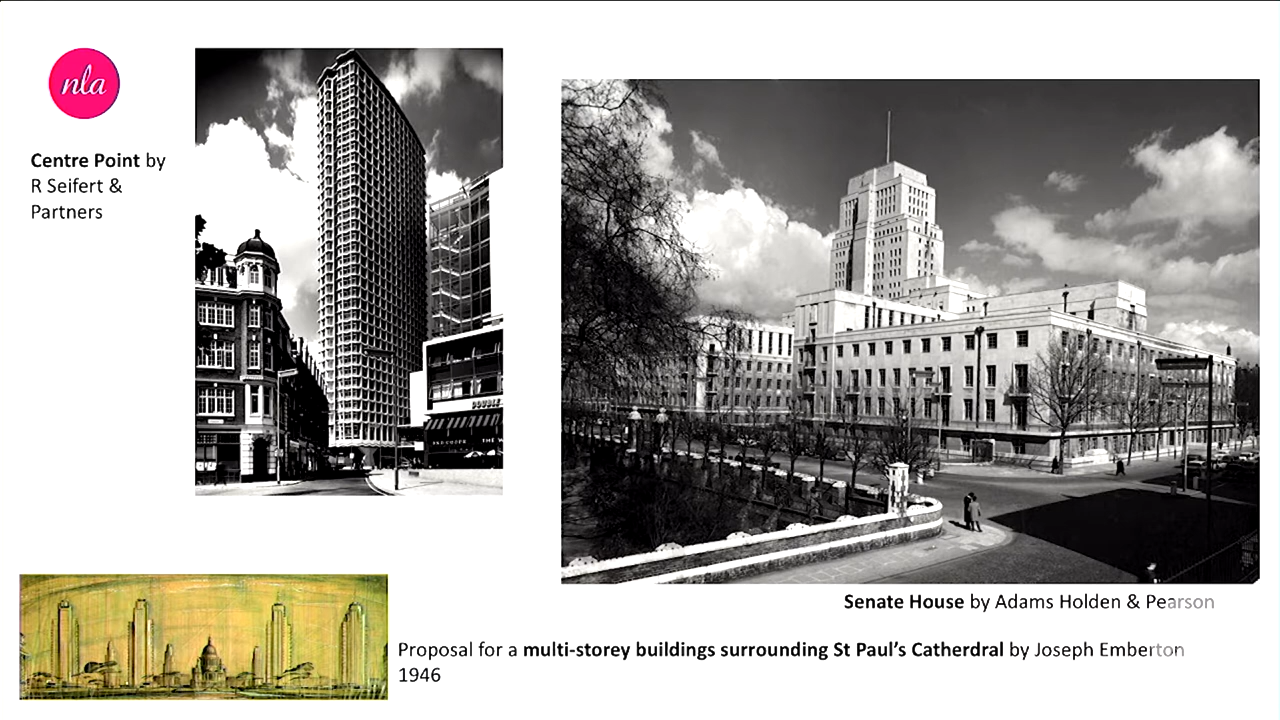 nla
Centre Point by
R Seifert &
Partners
DOUBLE
Senate House by Adams Holden & Pearson
Proposal for a multi-storey buildings surrounding St Paul's Catherdral by Joseph Emberton
1946